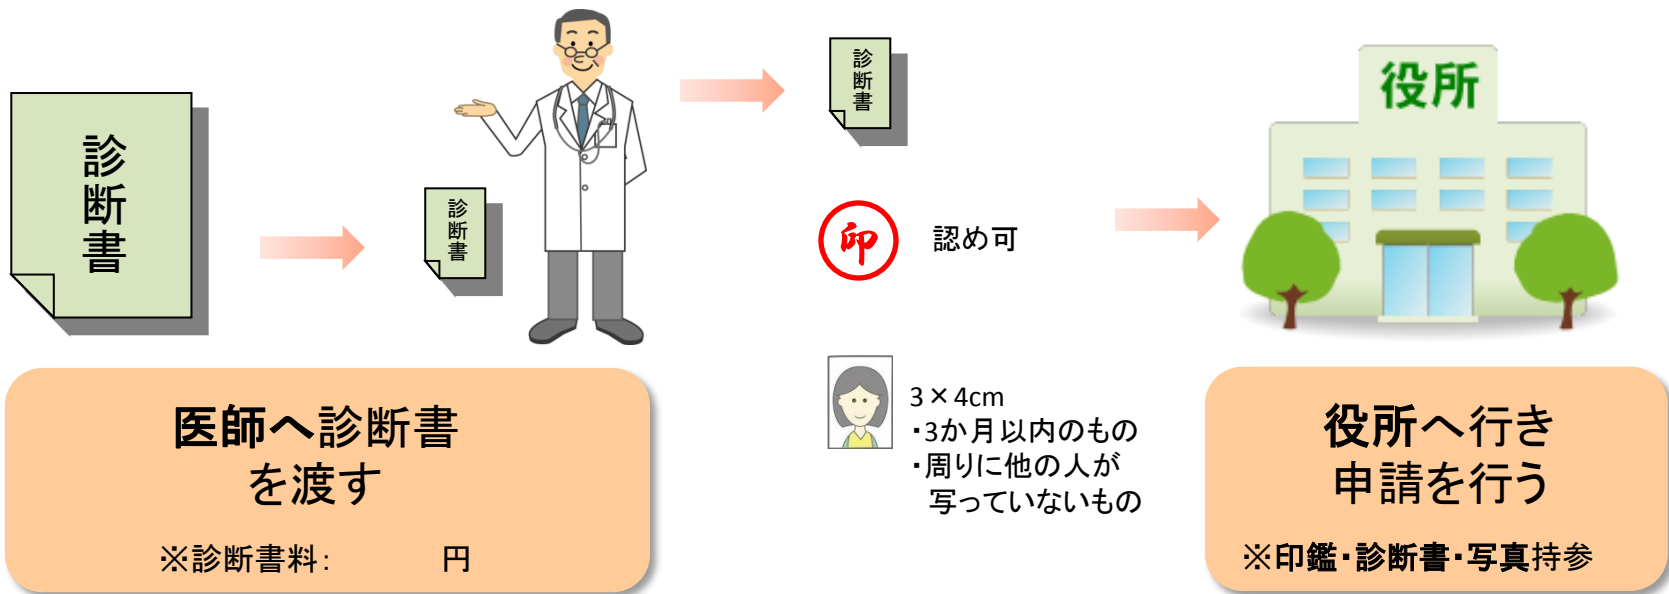 診断書
診断書
診断書
印
認め可
3×4cm
・3か月以内のもの
・周りに他の人が
写っていないもの
役所
医師へ診断書
を渡す
※診断書料:　　　　円
役所へ行き
申請を行う
※印鑑・診断書・写真持参